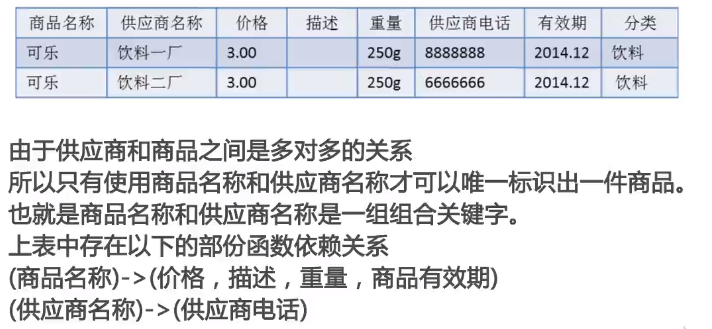 商品名称 供应商名称 价格 描述 重量 供应商电话 有效期 分类
可乐 饮料一厂 3.00 250g 8888888 2014.12 饮料
可乐 饮料二厂 3.00 250g 6666666 2014.12 饮料
由于供应商和商品之间是多对多的关系
所以只有使用商品名称和供应商名称才可以唯一标识出一件商品。
也就是商品名称和供应商名称是一组组合关键字。
上表中存在以下的部份函数依赖关系
(商品名称)->(价格，描述，重量，商品有效期)
(供应商名称)->(供应商电话)